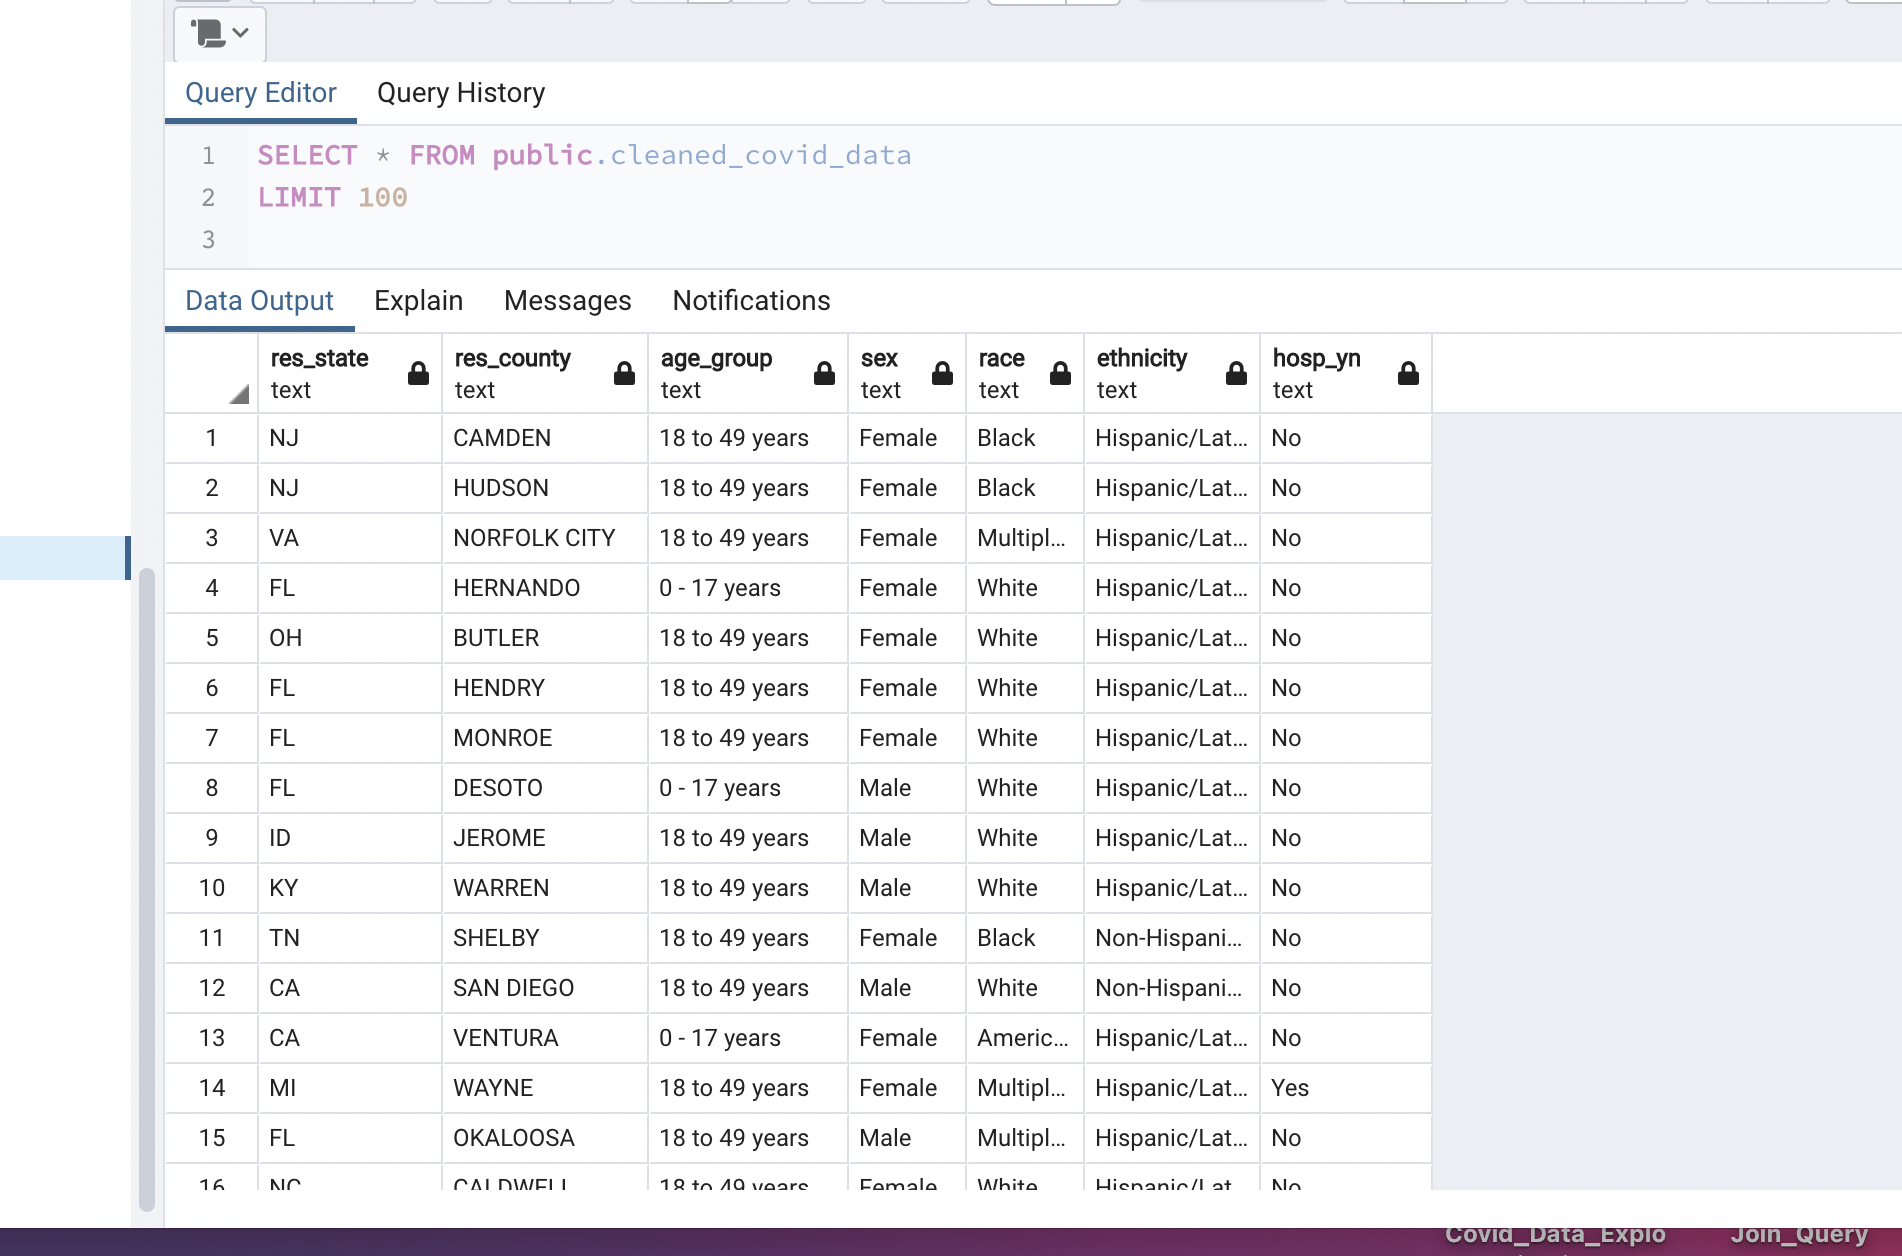 Query Editor Query History
1 SELECT * FROM public.cleaned_covid_data
2 LIMIT 100
3
Data Output Explain Messages Notifications
res_state res_county age_group sex race ethnicity hosp_yn
text text text text text text text
1 NJ CAMDEN 18 to 49 years Female Black Hispanic/Lat... No
2 NJ HUDSON 18 to 49 years Female Black Hispanic/Lat... No
3 VA NORFOLK CITY 18 to 49 years Female Multipl... Hispanic/Lat... No
4 FL HERNANDO 0 - 17 years Female White Hispanic/Lat... No
5 OH BUTLER 18 to 49 years Female White Hispanic/Lat... No
6 FL HENDRY 18 to 49 years Female White Hispanic/Lat... No
7 FL MONROE 18 to 49 years Female White Hispanic/Lat... No
8 FL DESOTO 0 - 17 years Male White Hispanic/Lat... No
9 ID JEROME 18 to 49 years Male White Hispanic/Lat... No
10 KY WARREN 18 to 49 years Male White Hispanic/Lat... No
11 TN SHELBY 18 to 49 years Female Black Non-Hispani... No
12 CA SAN DIEGO 18 to 49 years Male White Non-Hispani... No
13 CA VENTURA 0 - 17 years Female Americ... Hispanic/Lat... No
14 MI WAYNE 18 to 49 years Female Multipl... Hispanic/Lat... Yes
15 FL OKALOOSA 18 to 49 years Male Multipl... Hispanic/Lat... No
16 NC CALDWELL 18 to 49 years Female White Hispanic/Lat... No
Covid_Data_Explo Join_Query